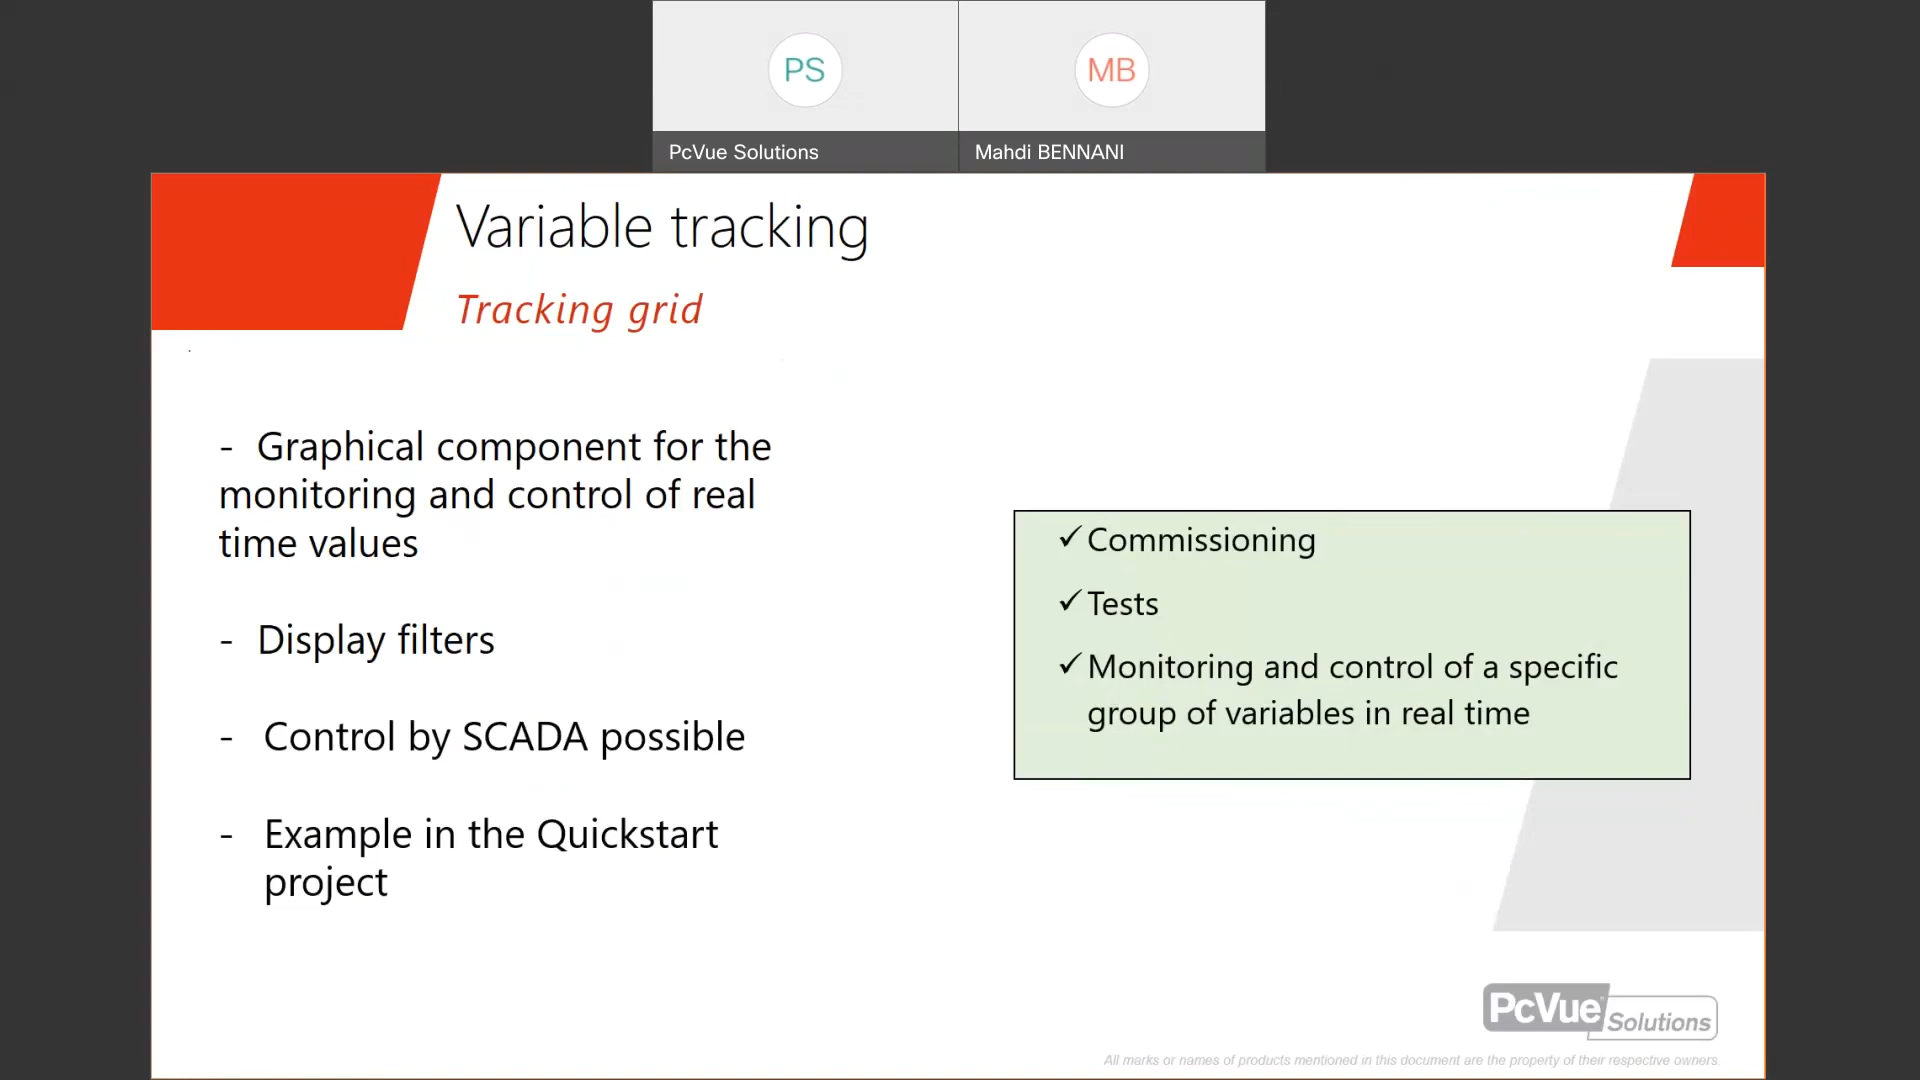 PS
MB
PcVue Solutions
Mahdi BENNANI
Variable tracking
Tracking grid
- Graphical component for the
monitoring and control of real
time values
- Display filters
- Control by SCADA possible
- Example in the Quickstart
project
✓ Commissioning
✓ Tests
✓ Monitoring and control of a specific
group of variables in real time
PcVue Solutions
All marks or names of products mentioned in this document are the property of their respective owners.